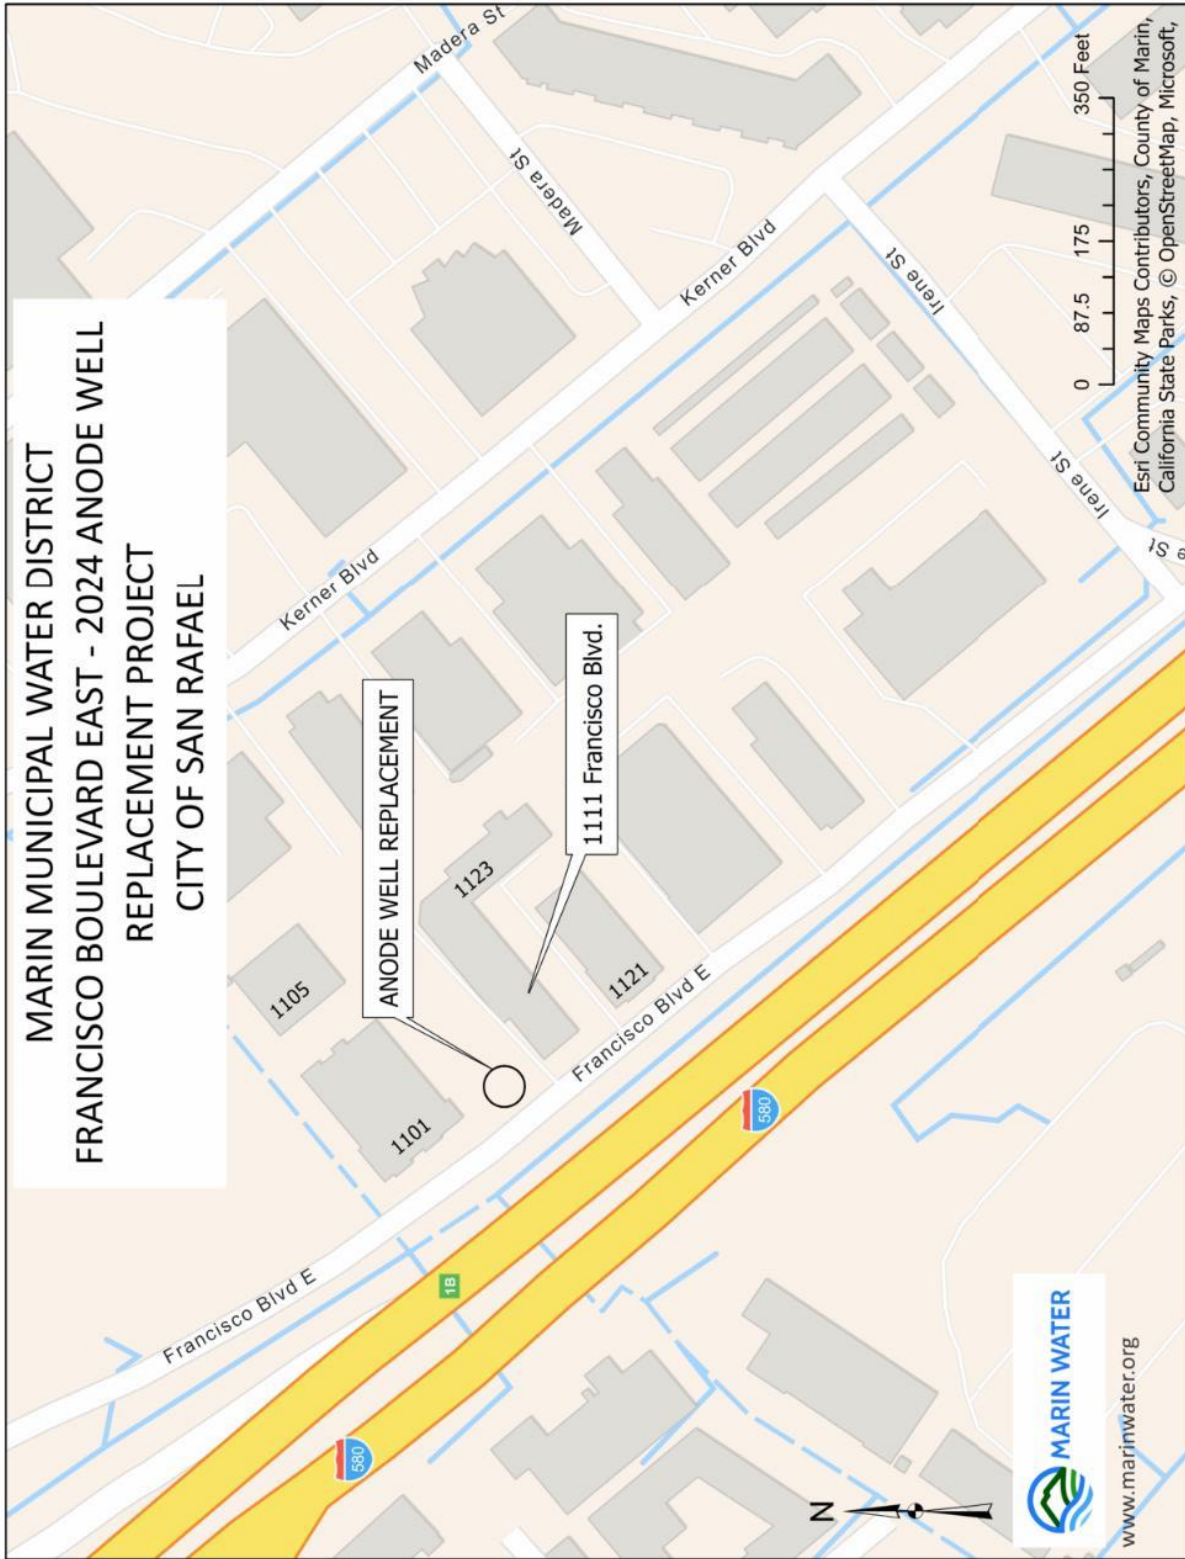 MARIN MUNICIPAL WATER DISTRICT
FRANCISCO BOULEVARD EAST - 2024 ANODE WELL
REPLACEMENT PROJECT
CITY OF SAN RAFAEL
Francisco Blvd E
Kerner Blvd
Madera St
Madera St
1105
1101
ANODE WELL REPLACEMENT
1123
1111 Francisco Blvd.
1121
Francisco Blvd E
Kerner Blvd
Irene St
Irene St
e St
1B
580
580
N
MARIN WATER
www.marinwater.org
0 87.5 175 350 Feet
Esri Community Maps Contributors, County of Marin,
California State Parks, © OpenStreetMap, Microsoft,